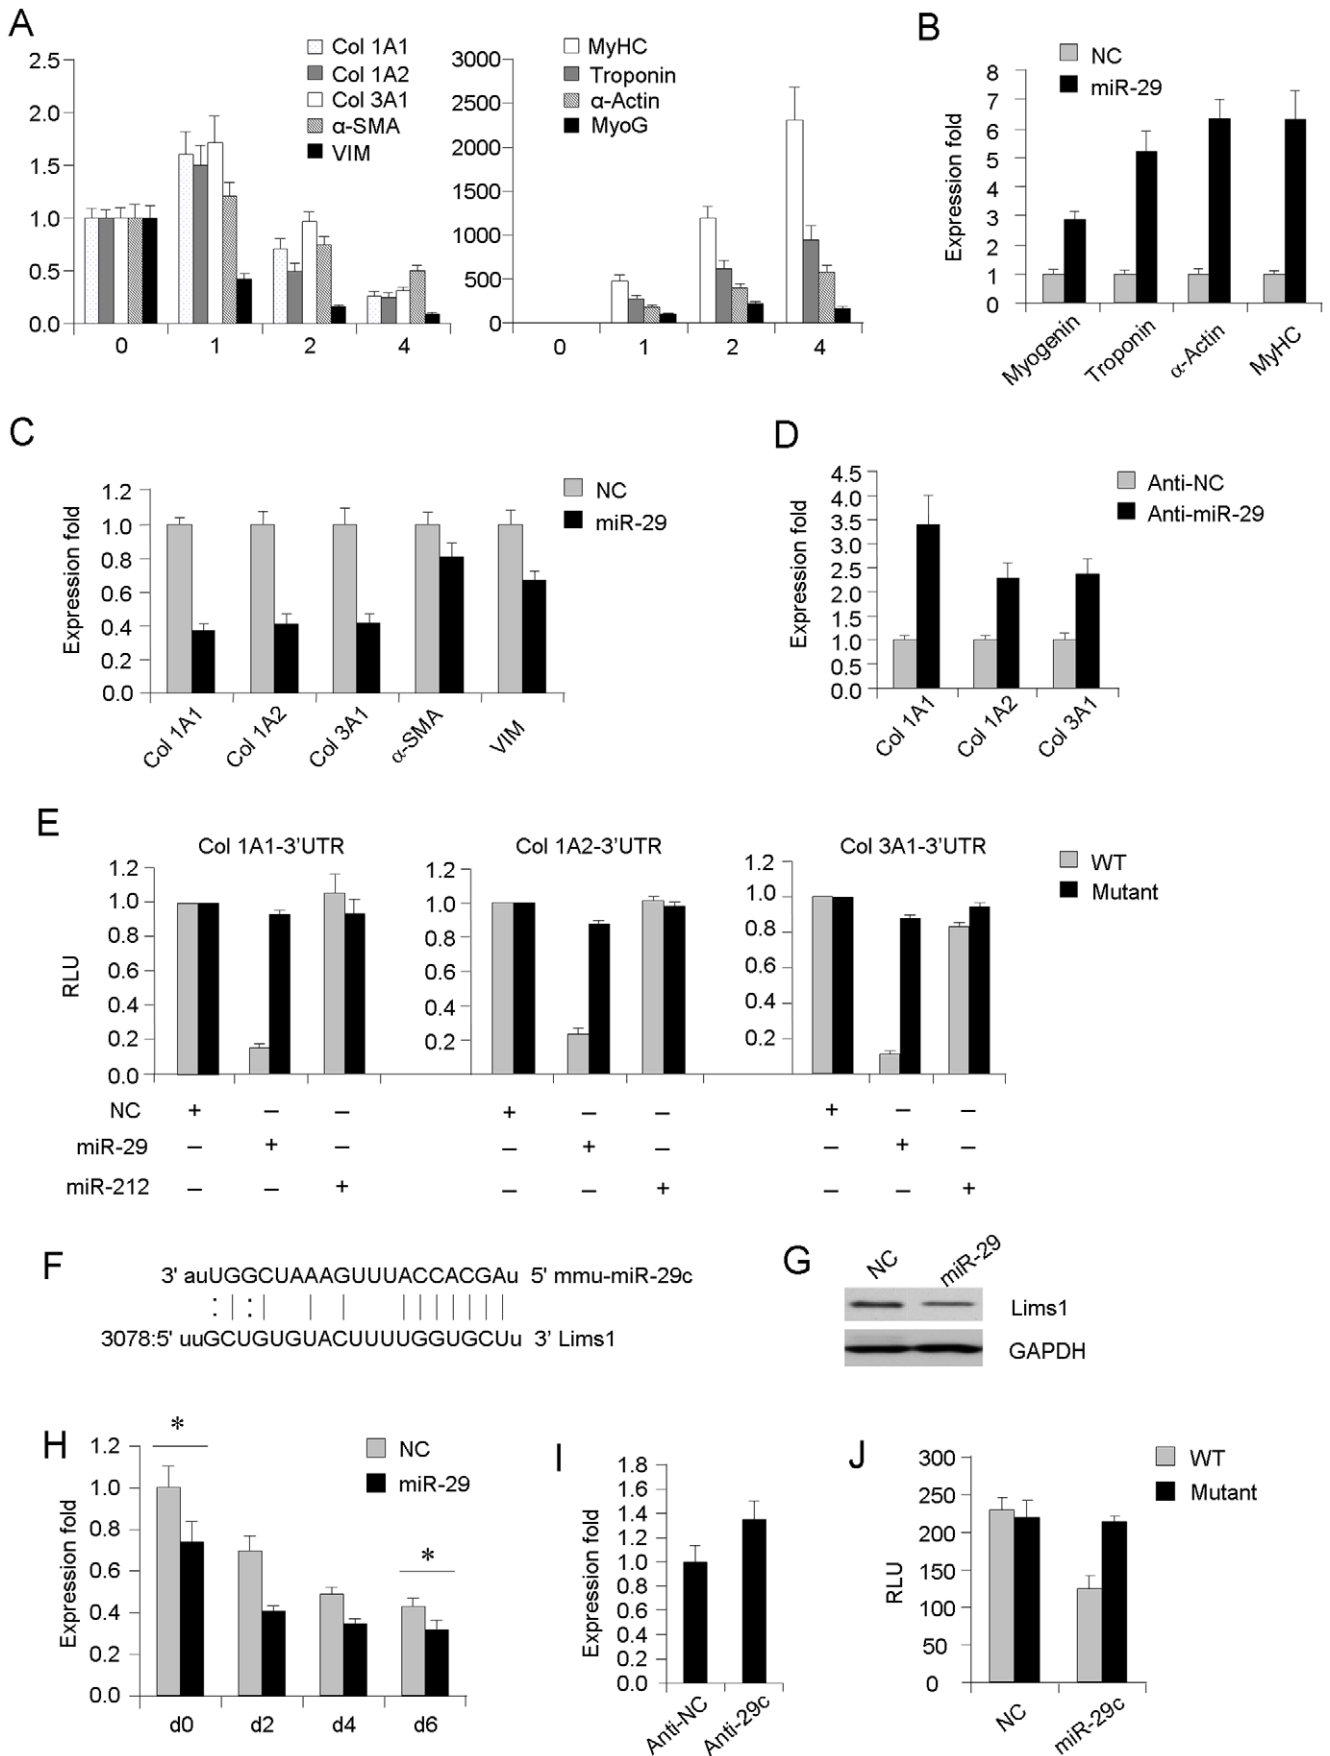 A
Col 1A1
Col 1A2
Col 3A1
α-SMA
VIM
2.5
2.0
1.5
1.0
0.5
0.0
0 1 2 4
MyHC
Troponin
α-Actin
MyoG
3000
2500
2000
1500
1000
500
0
0 1 2 4
B
NC
miR-29
Expression fold
8
7
6
5
4
3
2
1
0
Myogenin Troponin α-Actin MyHC
C
NC
miR-29
Expression fold
1.2
1.0
0.8
0.6
0.4
0.2
0.0
Col 1A1 Col 1A2 Col 3A1 α-SMA VIM
D
Anti-NC
Anti-miR-29
Expression fold
4.5
4.0
3.5
3.0
2.5
2.0
1.5
1.0
0.5
0.0
Col 1A1 Col 1A2 Col 3A1
E
WT
Mutant
RLU
Col 1A1-3'UTR
1.2
1.0
0.8
0.6
0.4
0.2
0.0
Col 1A2-3'UTR
1.2
1.0
0.8
0.6
0.4
0.2
Col 3A1-3'UTR
1.2
1.0
0.8
0.6
0.4
0.2
NC + – – + – – + – –
miR-29 – + – – + – – + –
miR-212 – – + – – + – – +
F
3' auUGGCUAAAGUUUACCACGAu 5' mmu-miR-29c
3078:5' uuGCUGUGUACUUUUGGUGCUu 3' Lims1
G
NC miR-29
Lims1
GAPDH
H
NC
miR-29
Expression fold
1.2
1.0
0.8
0.6
0.4
0.2
0.0
*
*
d0 d2 d4 d6
I
Expression fold
1.8
1.6
1.4
1.2
1.0
0.8
0.6
0.4
0.2
0.0
Anti-NC Anti-29c
J
WT
Mutant
RLU
300
250
200
150
100
50
0
NC miR-29c